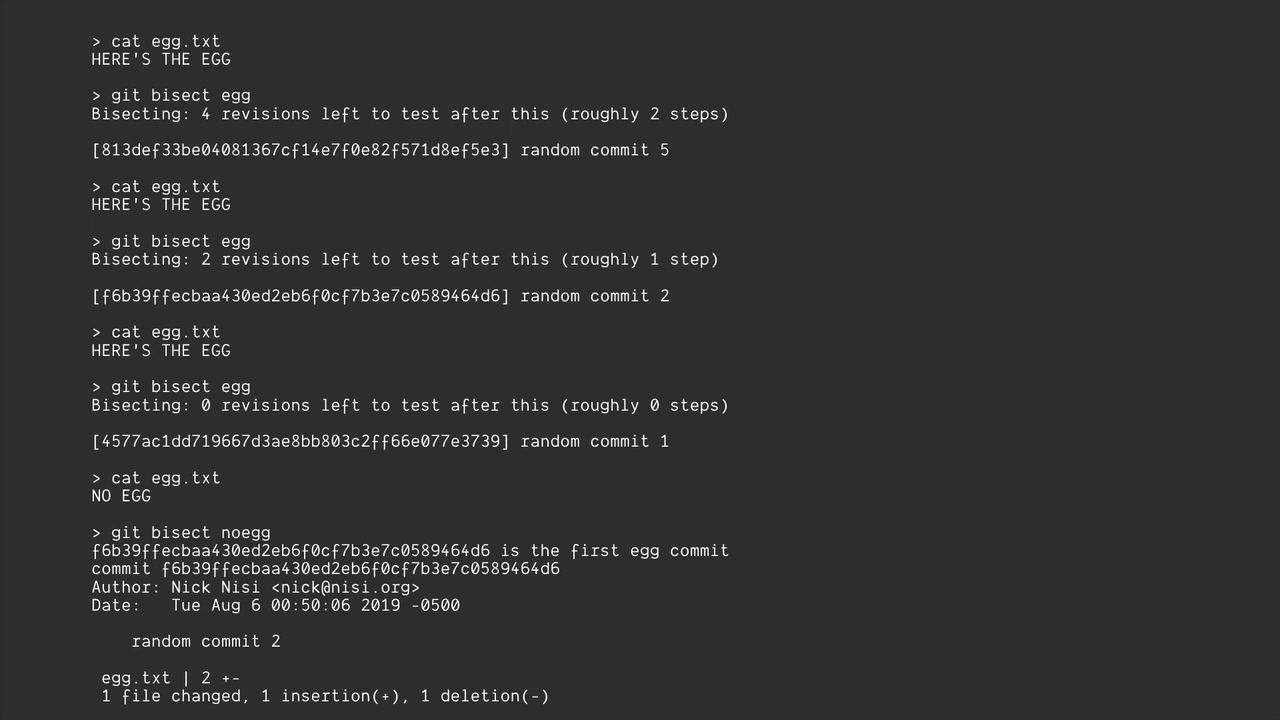 > cat egg.txt
HERE'S THE EGG
> git bisect egg
Bisecting: 4 revisions left to test after this (roughly 2 steps)
[813def33be04081367cf14e7f0e82f571d8ef5e3] random commit 5
> cat egg.txt
HERE'S THE EGG
> git bisect egg
Bisecting: 2 revisions left to test after this (roughly 1 step)
[f6b39ffecbaa430ed2eb6f0cf7b3e7c0589464d6] random commit 2
> cat egg.txt
HERE'S THE EGG
> git bisect egg
Bisecting: 0 revisions left to test after this (roughly 0 steps)
[4577ac1dd719667d3ae8bb803c2ff66e077e3739] random commit 1
> cat egg.txt
NO EGG
> git bisect noegg
f6b39ffecbaa430ed2eb6f0cf7b3e7c0589464d6 is the first egg commit
commit f6b39ffecbaa430ed2eb6f0cf7b3e7c0589464d6
Author: Nick Nisi <nick@nisi.org>
Date:   Tue Aug 6 00:50:06 2019 -0500
random commit 2
egg.txt | 2 +-
1 file changed, 1 insertion(+), 1 deletion(-)